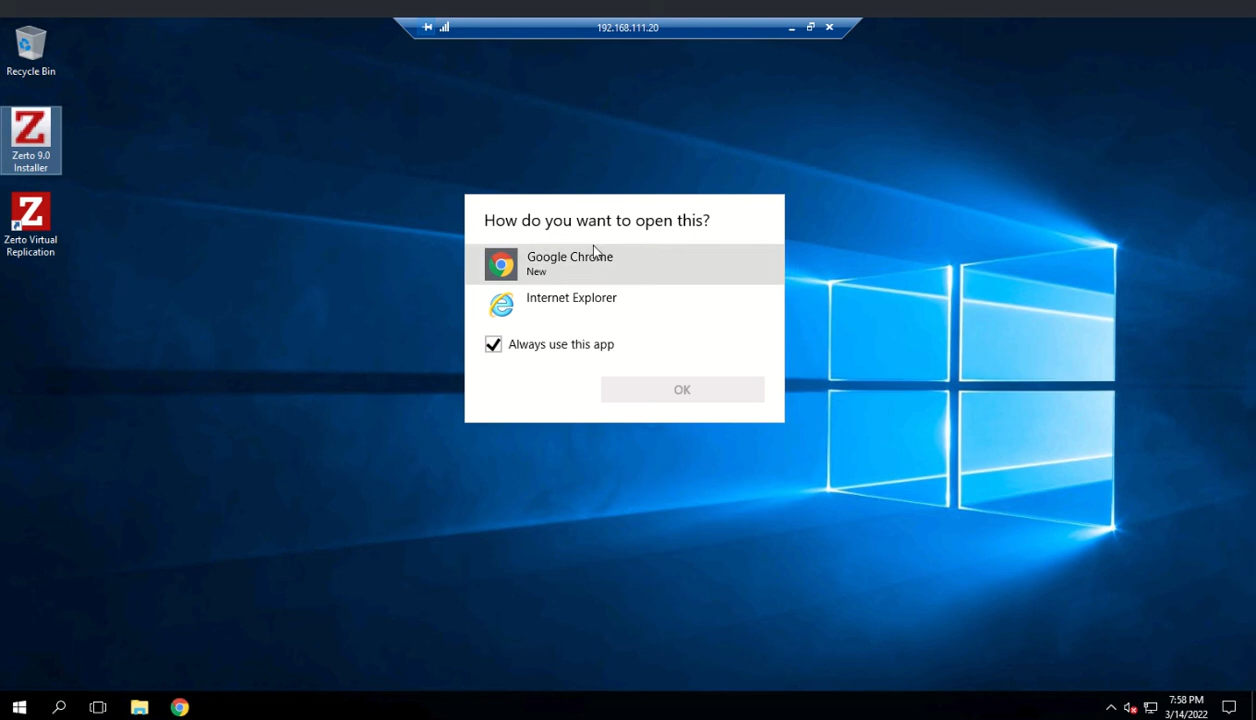 192.168.111.20
Recycle Bin
Z
Zerto 9.0
Installer
Z
Zerto Virtual
Replication
How do you want to open this?
Google Chrome
New
Internet Explorer
Always use this app
OK
7:58 PM
3/14/2022